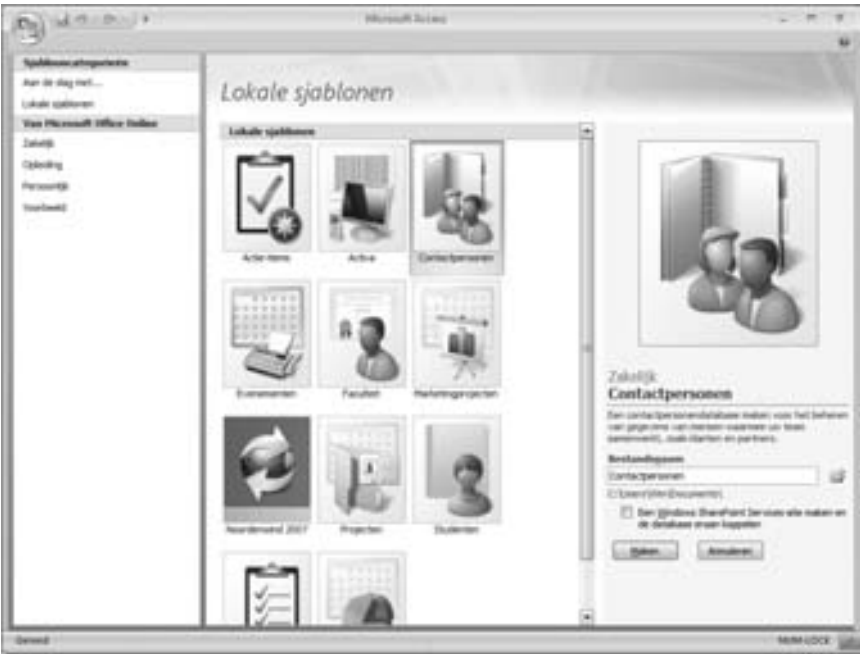 Microsoft Access
Sjablooncategorieën
Aan de slag met...
Lokale sjablonen
Van Microsoft Office Online
Zakelijk
Opleiding
Persoonlijk
Voorbeeld
Lokale sjablonen
Lokale sjablonen
Actie-items
Activa
Contactpersonen
Evenementen
Faculteit
Marketingprojecten
Noordenwind 2007
Projecten
Studenten
Zakelijk
Contactpersonen
Een contactpersonendatabase maken voor het beheren
van gegevens van mensen waarmee uw team
samenwerkt, zoals klanten en partners.
Bestandsnaam
Contactpersonen
C:\Users\Wim\Documents\
Een Windows SharePoint Services-site maken en
de database eraan koppelen
Maken
Annuleren
Gereed
NUM-LOCK